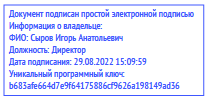 Документ подписан простой электронной подписью
Информация о владельце:
ФИО: Сыров Игорь Анатольевич
Должность: Директор
Дата подписания: 29.08.2022 15:09:59
Уникальный программный ключ:
b683afe664d7e9f64175886cf9626a198149ad36